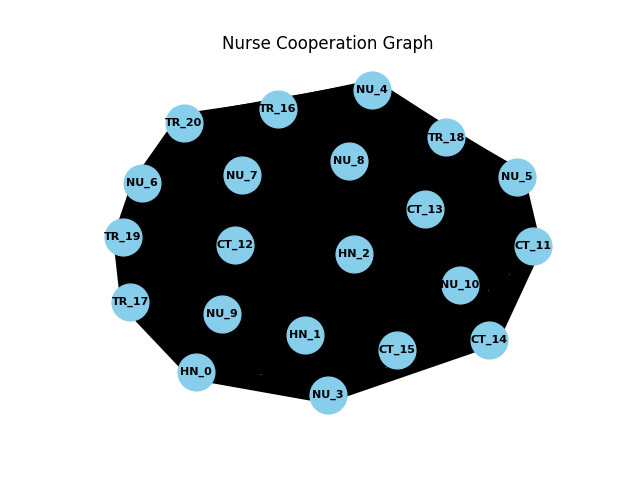 Nurse Cooperation Graph
NU_4
TR_16
TR_20
TR_18
NU_8
NU_7
NU_5
NU_6
CT_13
TR_19
CT_12
CT_11
HN_2
NU_10
TR_17
NU_9
HN_1
CT_14
CT_15
HN_0
NU_3